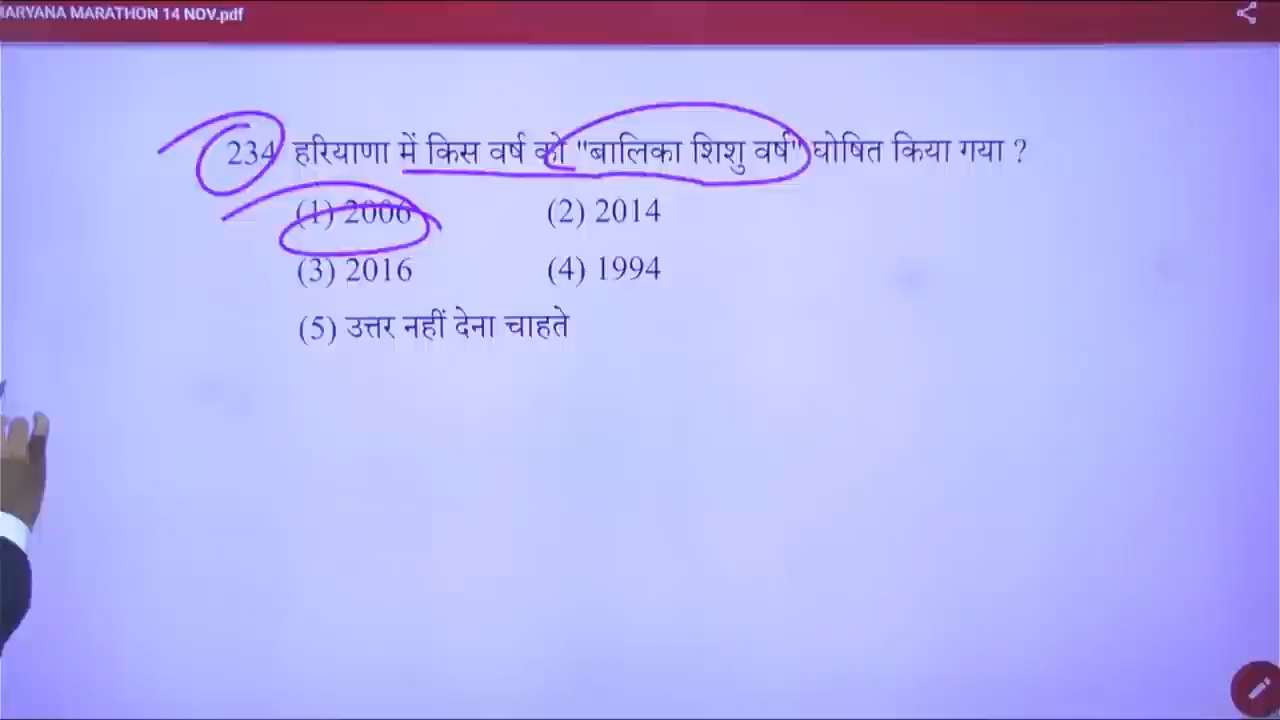 HARYANA MARATHON 14 NOV.pdf
234 हरियाणा में किस वर्ष को "बालिका शिशु वर्ष" घोषित किया गया ?
(1) 2006 (2) 2014
(3) 2016 (4) 1994
(5) उत्तर नहीं देना चाहते